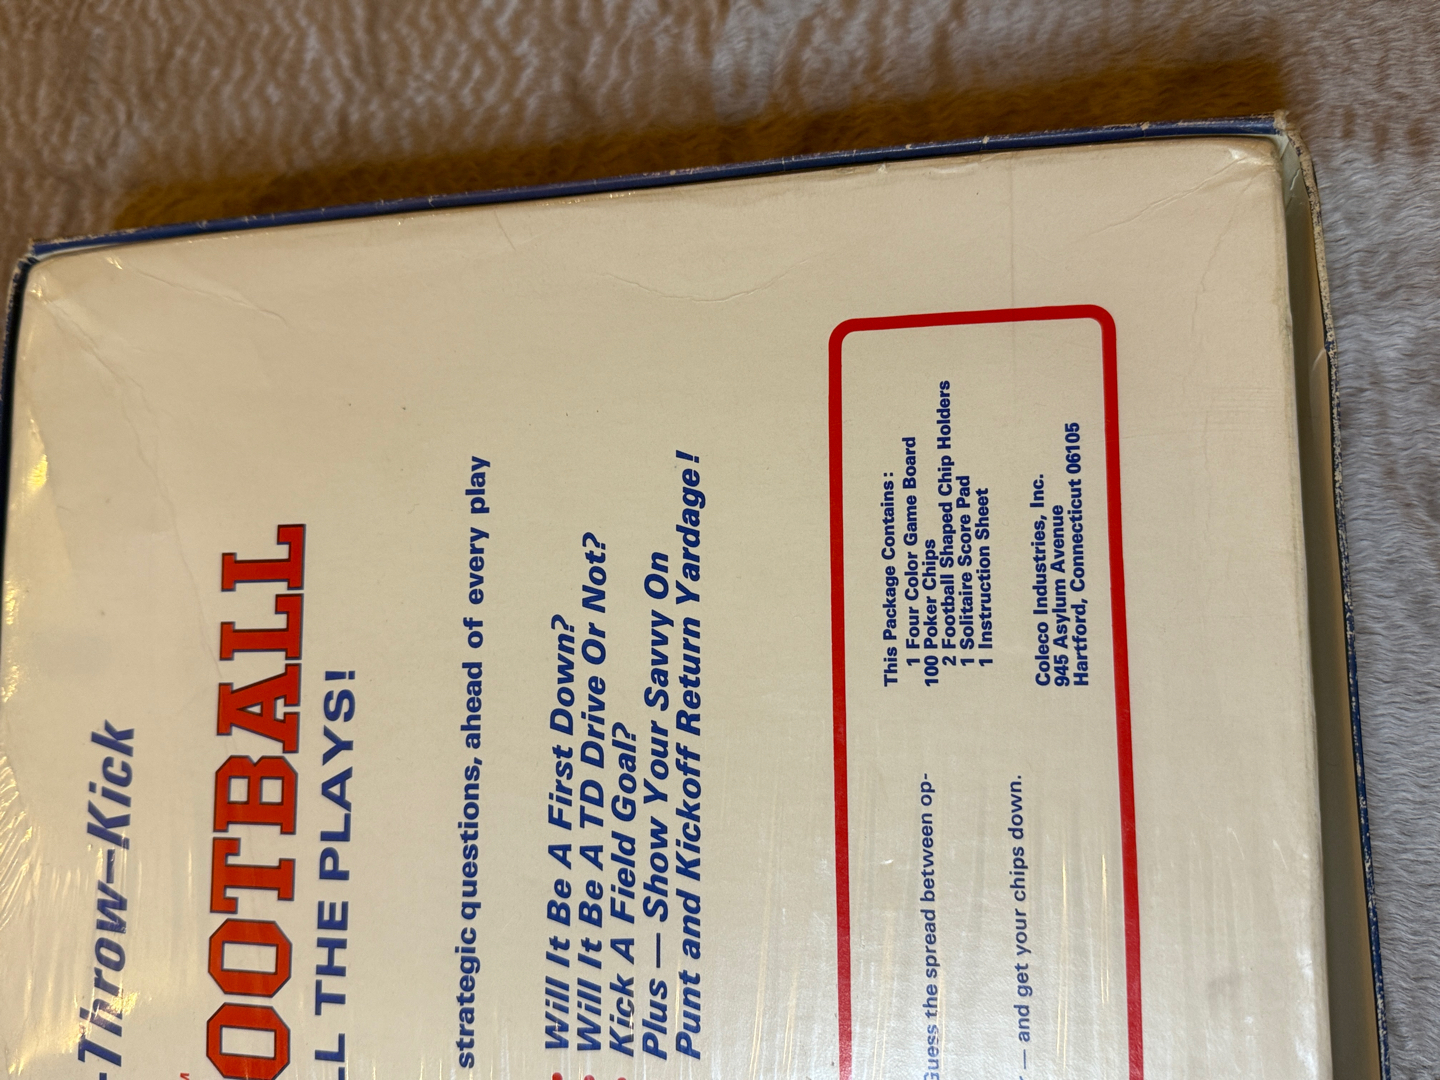 Throw-Kick
OOTBALL
LL THE PLAYS!
strategic questions, ahead of every play
Will It Be A First Down?
Will It Be A TD Drive Or Not?
Kick A Field Goal?
Plus — Show Your Savvy On
Punt and Kickoff Return Yardage!
Guess the spread between op-
— and get your chips down.
This Package Contains:
1 Four Color Game Board
100 Poker Chips
2 Football Shaped Chip Holders
1 Solitaire Score Pad
1 Instruction Sheet
Coleco Industries, Inc.
945 Asylum Avenue
Hartford, Connecticut 06105